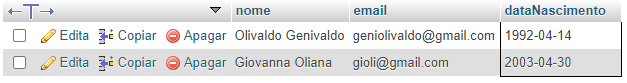 nome email dataNascimento
Edita Copiar Apagar Olivaldo Genivaldo geniolivaldo@gmail.com 1992-04-14
Edita Copiar Apagar Giovanna Oliana gioli@gmail.com 2003-04-30